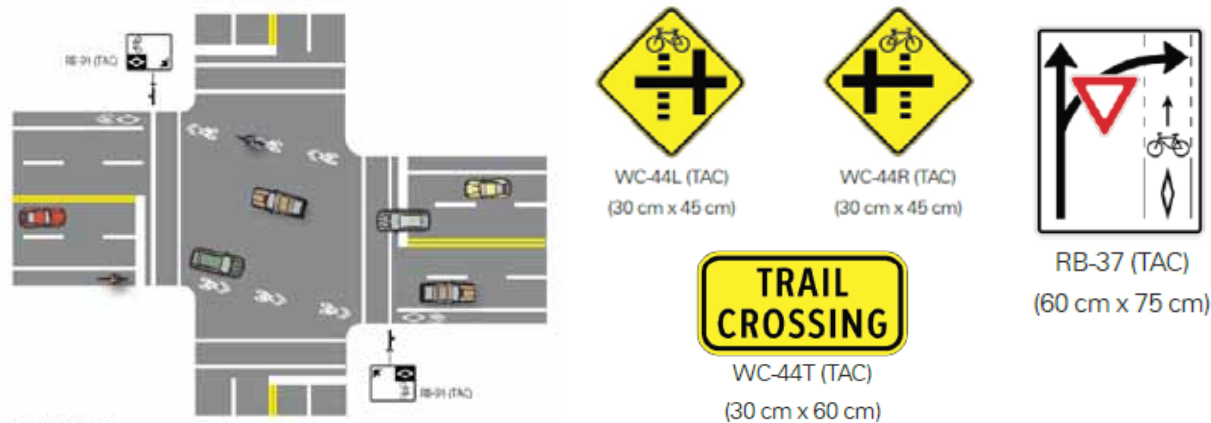 RB-91 (TAC)
RB-91 (TAC)
WC-44L (TAC)
(30 cm x 45 cm)
WC-44R (TAC)
(30 cm x 45 cm)
TRAIL
CROSSING
WC-44T (TAC)
(30 cm x 60 cm)
RB-37 (TAC)
(60 cm x 75 cm)